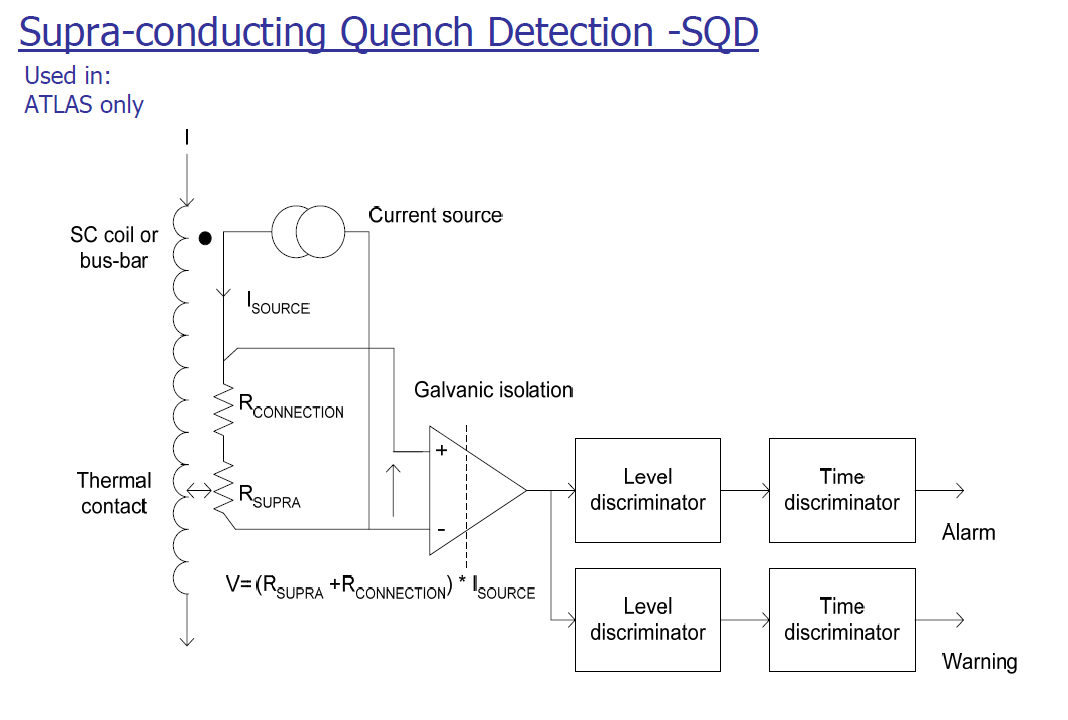 Supra-conducting Quench Detection -SQD
Used in:
ATLAS only
I
Current source
SC coil or
bus-bar
ISOURCE
Galvanic isolation
RCONNECTION
+
Thermal
contact
RSUPRA
-
Level
discriminator
Time
discriminator
Alarm
V=(RSUPRA +RCONNECTION) * ISOURCE
Level
discriminator
Time
discriminator
Warning